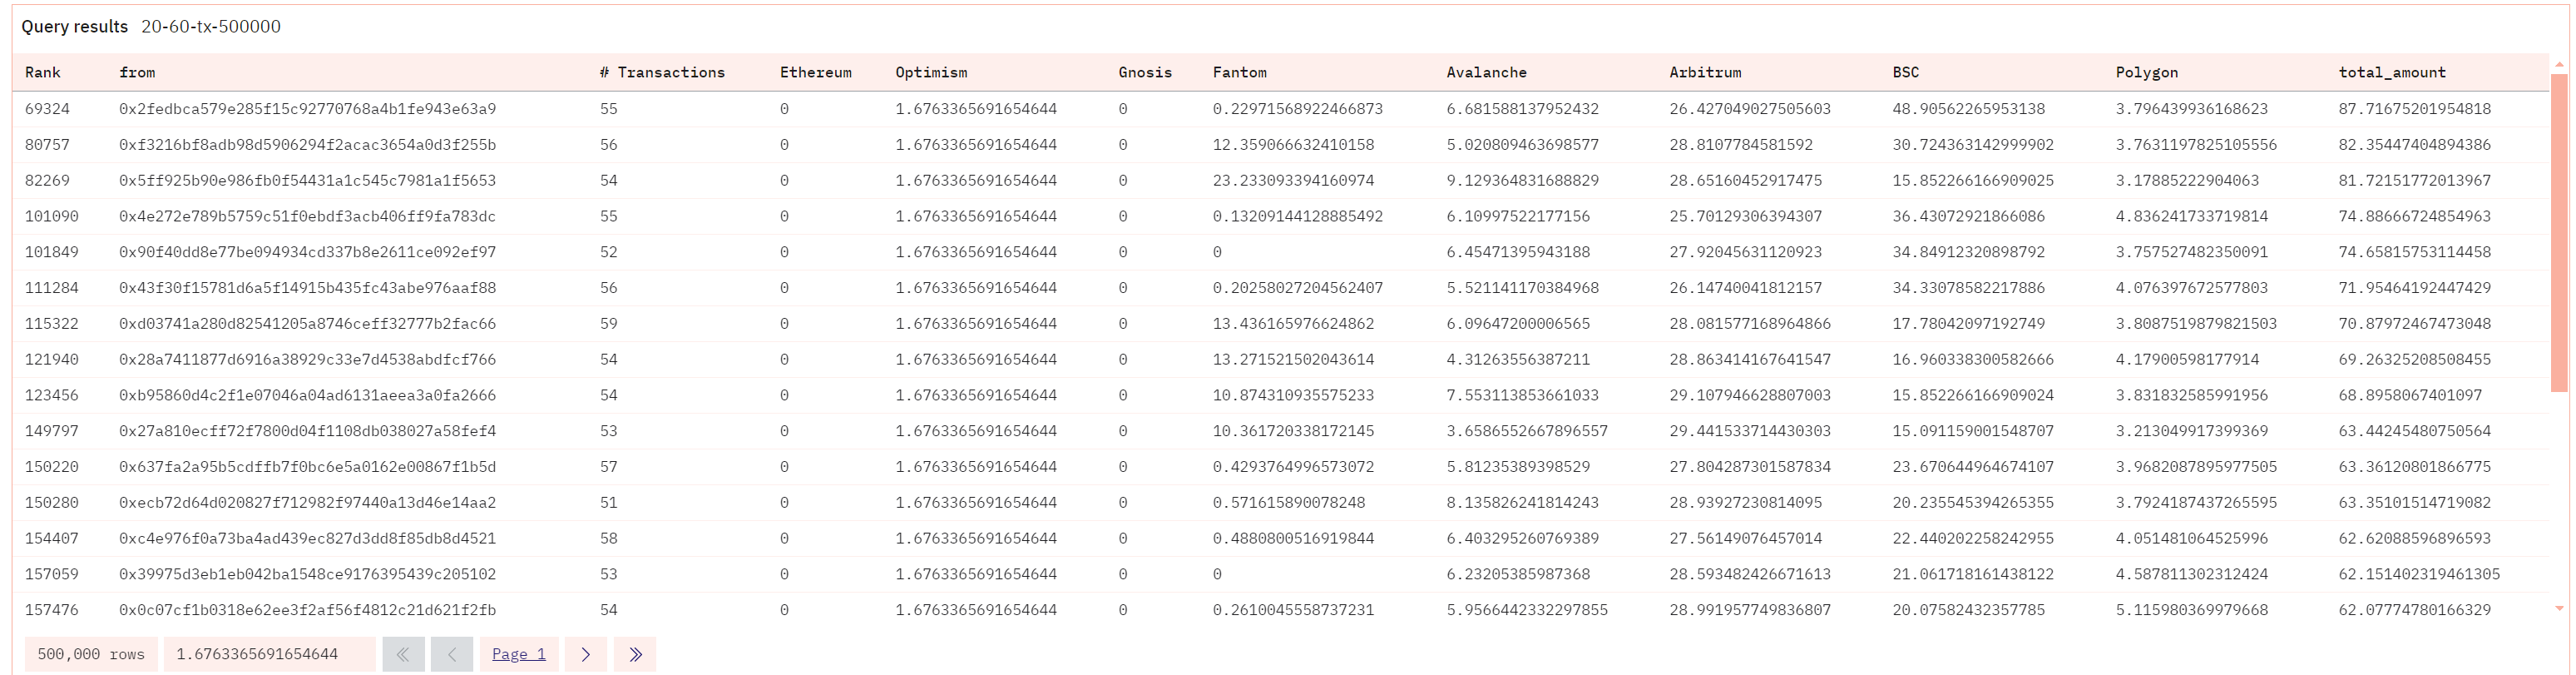 Query results 20-60-tx-500000
Rank from # Transactions Ethereum Optimism Gnosis Fantom Avalanche Arbitrum BSC Polygon total_amount
69324 0x2fedbca579e285f15c92770768a4b1fe943e63a9 55 0 1.6763365691654644 0 0.22971568922466873 6.681588137952432 26.427049027505603 48.90562265953138 3.796439936168623 87.71675201954818
80757 0xf3216bf8adb98d5906294f2acac3654a0d3f255b 56 0 1.6763365691654644 0 12.359066632410158 5.020809463698577 28.8107784581592 30.724363142999902 3.7631197825105556 82.35447404894386
82269 0x5ff925b90e986fb0f54431a1c545c7981a1f5653 54 0 1.6763365691654644 0 23.233093394160974 9.129364831688829 28.65160452917475 15.852266166909025 3.17885222904063 81.72151772013967
101090 0x4e272e789b5759c51f0ebdf3acb406ff9fa783dc 55 0 1.6763365691654644 0 0.13209144128885492 6.10997522177156 25.70129306394307 36.43072921866086 4.836241733719814 74.88666724854963
101849 0x90f40dd8e77be094934cd337b8e2611ce092ef97 52 0 1.6763365691654644 0 0 6.45471395943188 27.92045631120923 34.84912320898792 3.757527482350091 74.65815753114458
111284 0x43f30f15781d6a5f14915b435fc43abe976aaf88 56 0 1.6763365691654644 0 0.20258027204562407 5.521141170384968 26.14740041812157 34.33078582217886 4.076397672577803 71.95464192447429
115322 0xd03741a280d82541205a8746ceff32777b2fac66 59 0 1.6763365691654644 0 13.436165976624862 6.09647200006565 28.081577168964866 17.78042097192749 3.8087519879821503 70.87972467473048
121940 0x28a7411877d6916a38929c33e7d4538abdfcf766 54 0 1.6763365691654644 0 13.271521502043614 4.31263556387211 28.863414167641547 16.960338300582666 4.17900598177914 69.26325208508455
123456 0xb95860d4c2f1e07046a04ad6131aeea3a0fa2666 54 0 1.6763365691654644 0 10.874310935575233 7.553113853661033 29.107946628807003 15.852266166909024 3.831832585991956 68.8958067401097
149797 0x27a810ecff72f7800d04f1108db038027a58fef4 53 0 1.6763365691654644 0 10.361720338172145 3.6586552667896557 29.441533714430303 15.091159001548707 3.213049917399369 63.44245480750564
150220 0x637fa2a95b5cdffb7f0bc6e5a0162e00867f1b5d 57 0 1.6763365691654644 0 0.4293764996573072 5.81235389398529 27.804287301587834 23.670644964674107 3.9682087895977505 63.36120801866775
150280 0xecb72d64d020827f712982f97440a13d46e14aa2 51 0 1.6763365691654644 0 0.571615890078248 8.135826241814243 28.93927230814095 20.235545394265355 3.7924187437265595 63.35101514719082
154407 0xc4e976f0a73ba4ad439ec827d3dd8f85db8d4521 58 0 1.6763365691654644 0 0.4880800516919844 6.403295260769389 27.56149076457014 22.440202258242955 4.051481064525996 62.62088596896593
157059 0x39975d3eb1eb042ba1548ce9176395439c205102 53 0 1.6763365691654644 0 0 6.23205385987368 28.593482426671613 21.061718161438122 4.587811302312424 62.151402319461305
157476 0x0c07cf1b0318e62ee3f2af56f4812c21d621f2fb 54 0 1.6763365691654644 0 0.2610045558737231 5.9566442332297855 28.991957749836807 20.07582432357785 5.115980369979668 62.07774780166329
500,000 rows 1.6763365691654644 Page 1